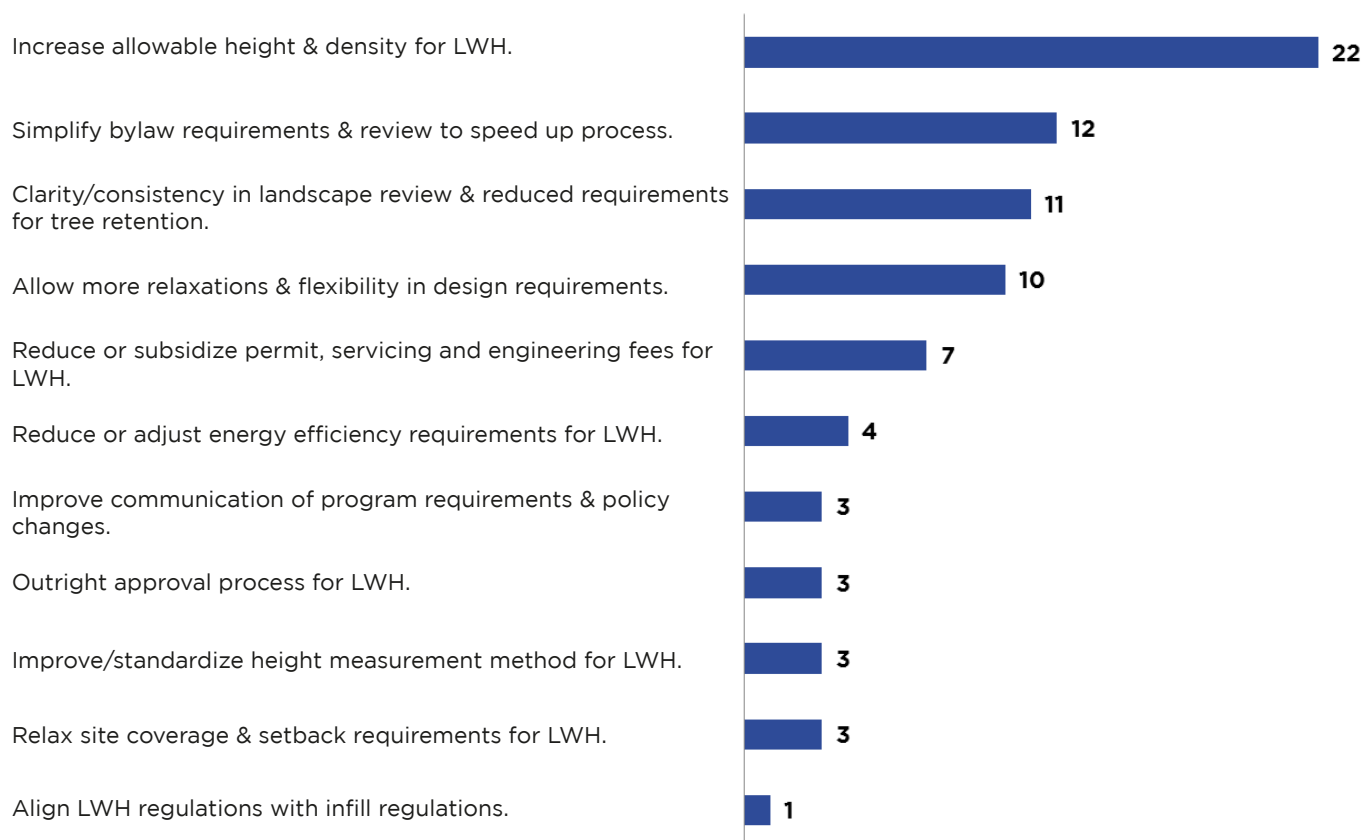 Increase allowable height & density for LWH.
22
Simplify bylaw requirements & review to speed up process.
12
Clarity/consistency in landscape review & reduced requirements
for tree retention.
11
Allow more relaxations & flexibility in design requirements.
10
Reduce or subsidize permit, servicing and engineering fees for
LWH.
7
Reduce or adjust energy efficiency requirements for LWH.
4
Improve communication of program requirements & policy
changes.
3
Outright approval process for LWH.
3
Improve/standardize height measurement method for LWH.
3
Relax site coverage & setback requirements for LWH.
3
Align LWH regulations with infill regulations.
1